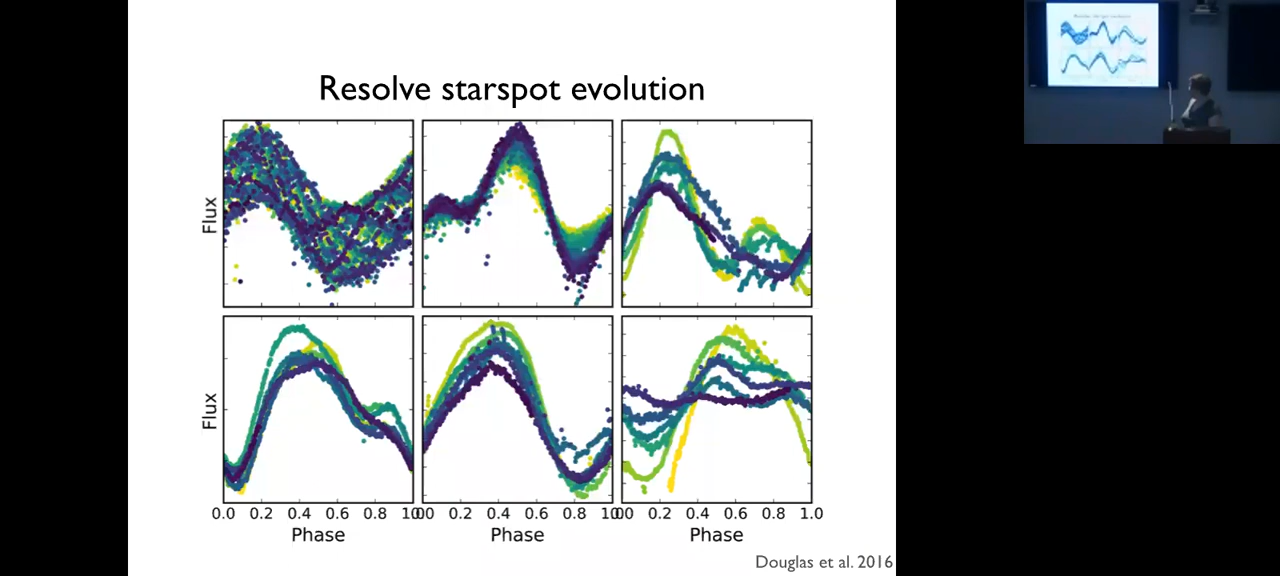 Resolve starspot evolution
Flux
Flux
0.0 0.2 0.4 0.6 0.8 1.0 0.0 0.2 0.4 0.6 0.8 1.0 0.0 0.2 0.4 0.6 0.8 1.0
Phase Phase Phase
Douglas et al. 2016